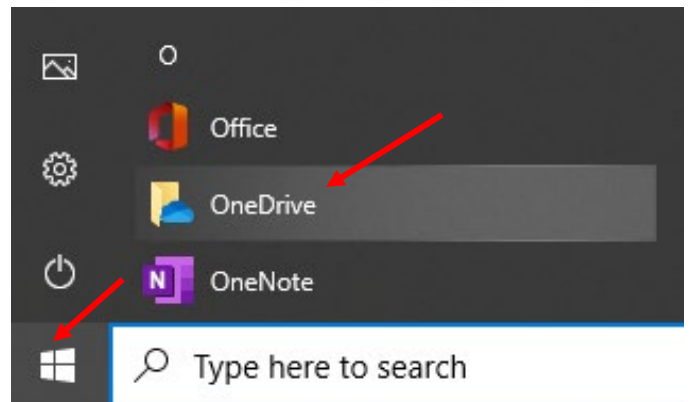 O
Office
OneDrive
N OneNote
Type here to search